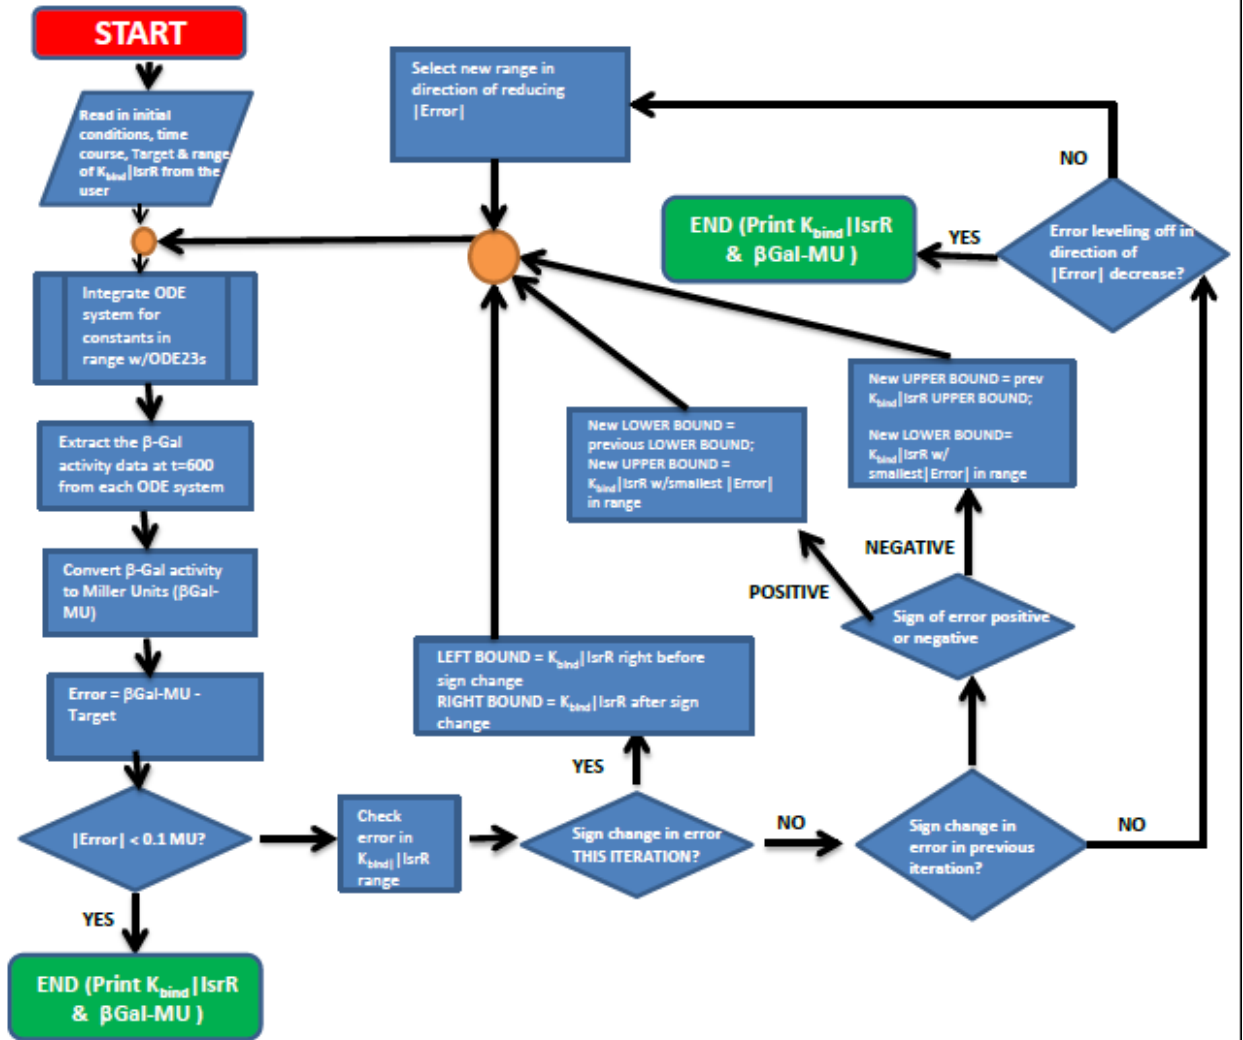 START
Read in initial
conditions, time
course, Target & range
of Kbind|IsrR from the
user
Integrate ODE
system for
constants in
range w/ODE23s
Extract the β-Gal
activity data at t=600
from each ODE system
Convert β-Gal activity
to Miller Units (βGal-
MU)
Error = βGal-MU -
Target
|Error| < 0.1 MU?
YES
END (Print Kbind|IsrR
& βGal-MU )
Check
error in
Kbind||IsrR
range
Sign change in error
THIS ITERATION?
YES
LEFT BOUND = Kbind|IsrR right before
sign change
RIGHT BOUND = Kbind|IsrR after sign
change
NO
Sign change in
error in previous
iteration?
Sign of error positive
or negative
POSITIVE
New LOWER BOUND =
previous LOWER BOUND;
New UPPER BOUND =
Kbind|IsrR w/smallest |Error|
in range
NEGATIVE
New UPPER BOUND = prev
Kbind|IsrR UPPER BOUND;
New LOWER BOUND=
Kbind|IsrR w/
smallest|Error| in range
NO
Error leveling off in
direction of
|Error| decrease?
YES
END (Print Kbind|IsrR
& βGal-MU )
NO
Select new range in
direction of reducing
|Error|